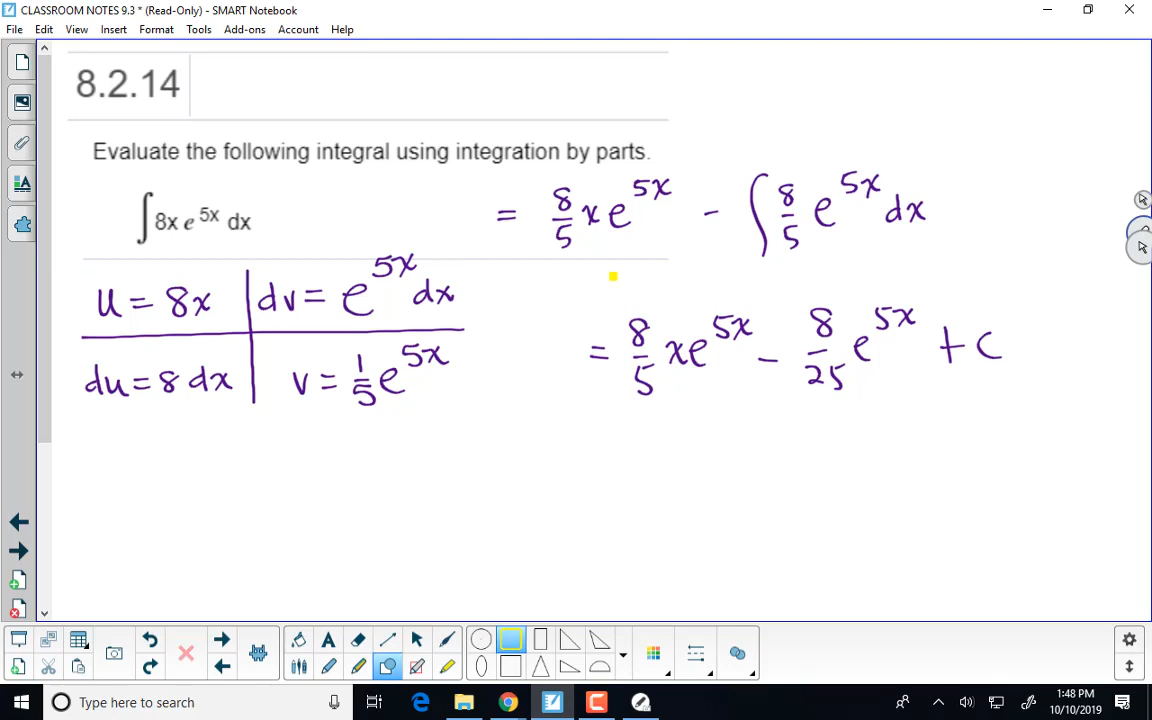 CLASSROOM NOTES 9.3 * (Read-Only) - SMART Notebook
File Edit View Insert Format Tools Add-ons Account Help
8.2.14
Evaluate the following integral using integration by parts.
∫ 8x e^5x dx = 8/5 x e^5x - ∫ 8/5 e^5x dx
u = 8x | dv = e^5x dx
du = 8 dx | v = 1/5 e^5x
= 8/5 x e^5x - 8/25 e^5x + C
Type here to search
1:48 PM
10/10/2019